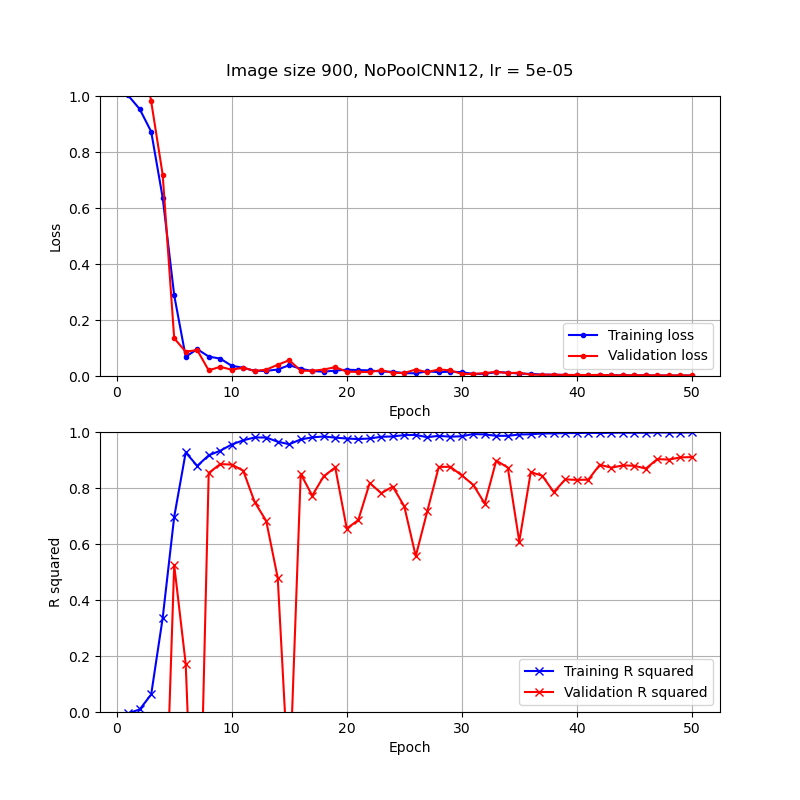 Image size 900, NoPoolCNN12, lr = 5e-05
1.0
0.8
0.6
0.4
0.2
0.0
Loss
Training loss
Validation loss
0 10 20 30 40 50
Epoch
1.0
0.8
0.6
0.4
0.2
0.0
R squared
Training R squared
Validation R squared
0 10 20 30 40 50
Epoch